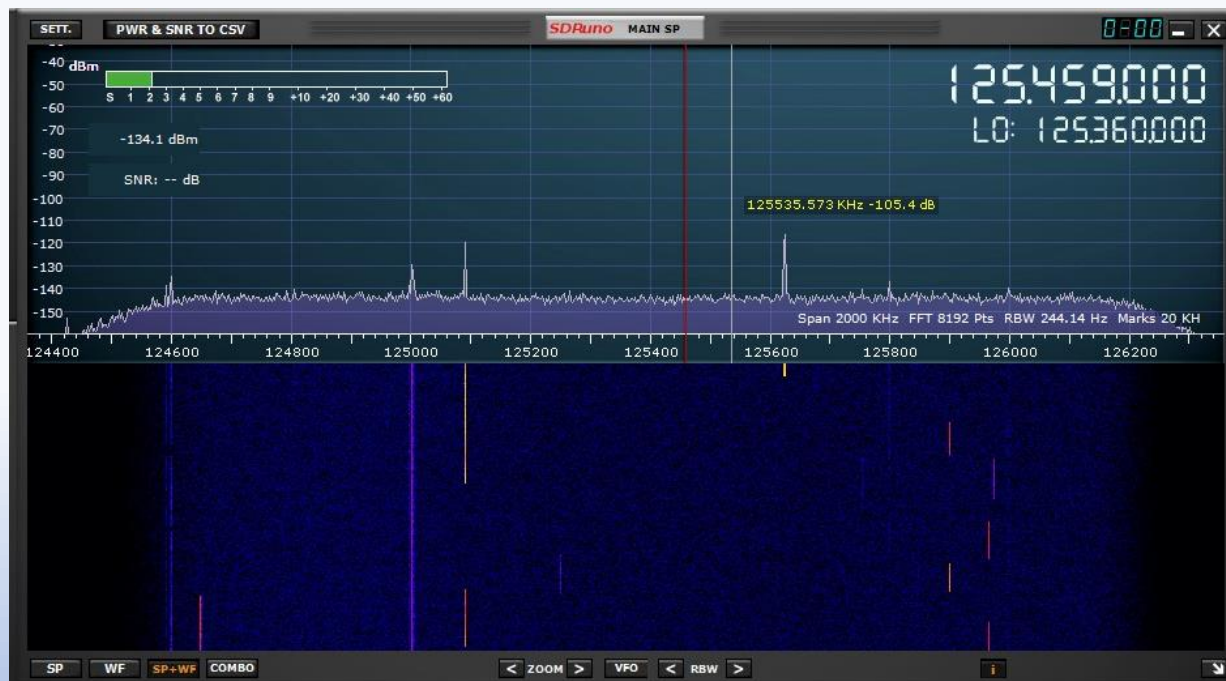 SETT. PWR & SNR TO CSV SDRuno MAIN SP 0-00
-40 dBm
-50
S 1 2 3 4 5 6 7 8 9 +10 +20 +30 +40 +50 +60
125.459.000
-60
LO: 125.360.000
-70
-134.1 dBm
-80
-90
SNR: -- dB
-100
125535.573 KHz -105.4 dB
-110
-120
-130
-140
-150
Span 2000 KHz FFT 8192 Pts RBW 244.14 Hz Marks 20 KH
124400 124600 124800 125000 125200 125400 125600 125800 126000 126200
SP WF SP+WF COMBO < ZOOM > VFO < RBW > i